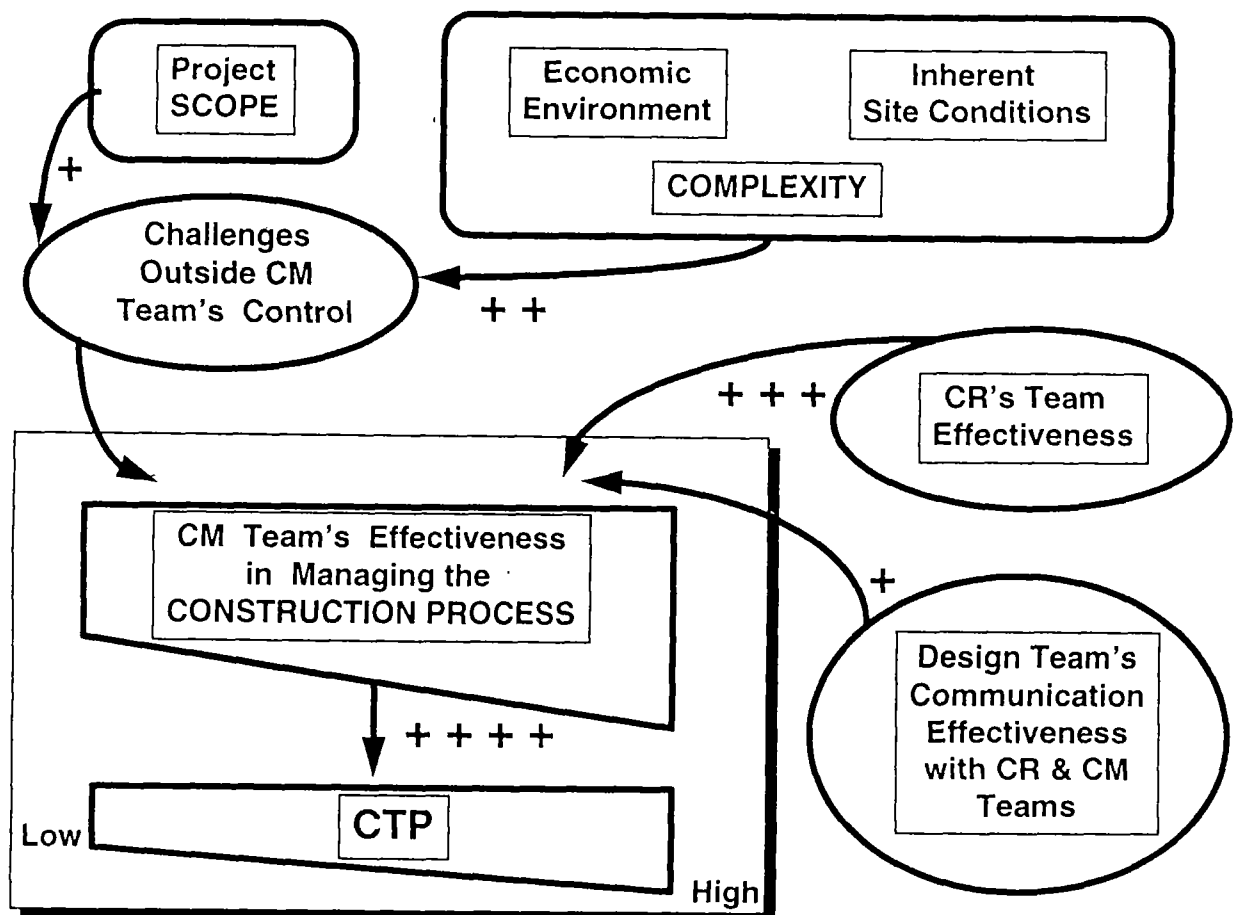 Project
SCOPE
Economic
Environment
Inherent
Site Conditions
COMPLEXITY
+
Challenges
Outside CM
Team's Control
+ +
+ + +
CR's Team
Effectiveness
CM Team's Effectiveness
in Managing the
CONSTRUCTION PROCESS
+
Design Team's
Communication
Effectiveness
with CR & CM
Teams
+ + + +
CTP
Low
High